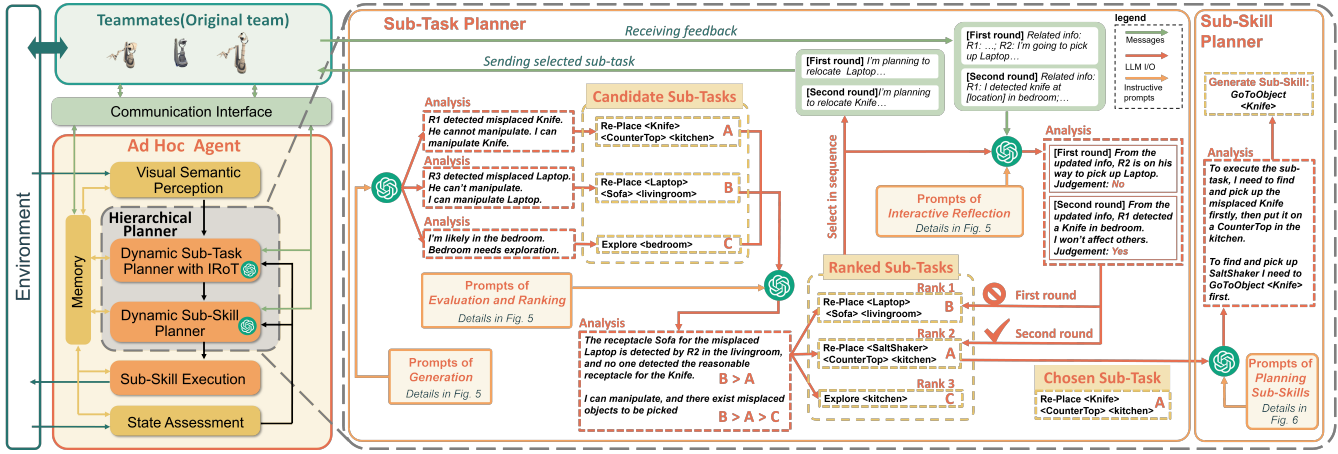 Teammates(Original team)
Communication Interface
Environment
Ad Hoc Agent
Visual Semantic
Perception
Hierarchical
Planner
Dynamic Sub-Task
Planner with IRoT
Memory
Dynamic Sub-Skill
Planner
Sub-Skill Execution
State Assessment
Sub-Task Planner
Receiving feedback
Sending selected sub-task
[First round] I'm planning to
relocate Laptop…
[Second round]I'm planning
to relocate Knife…
[First round] Related info:
R1: …; R2: I'm going to pick
up Laptop…
[Second round] Related info:
R1: I detected knife at
[location] in bedroom;…
legend
Messages
LLM I/O
Instructive
prompts
Analysis
R1 detected misplaced Knife.
He cannot manipulate. I can
manipulate Knife.
Analysis
R3 detected misplaced Laptop.
He can't manipulate.
I can manipulate Laptop.
Analysis
I'm likely in the bedroom.
Bedroom needs exploration.
Candidate Sub-Tasks
Re-Place <Knife>
<CounterTop> <kitchen>
A
Re-Place <Laptop>
<Sofa> <livingroom>
B
Explore <bedroom>
C
Prompts of
Evaluation and Ranking
Details in Fig. 5
Prompts of
Generation
Details in Fig. 5
Analysis
The receptacle Sofa for the misplaced
Laptop is detected by R2 in the livingroom,
and no one detected the reasonable
receptacle for the Knife.
B > A
I can manipulate, and there exist misplaced
objects to be picked
B > A > C
Select in sequence
Prompts of
Interactive Reflection
Details in Fig. 5
Analysis
[First round] From the
updated info, R2 is on his
way to pick up Laptop.
Judgement: No
[Second round] From the
updated info, R1 detected
a Knife in bedroom.
I won't affect others.
Judgement: Yes
Ranked Sub-Tasks
Rank 1
Re-Place <Laptop>
<Sofa> <livingroom>
B
Rank 2
Re-Place <SaltShaker>
<CounterTop> <kitchen>
A
Rank 3
Explore <kitchen>
C
First round
Second round
Chosen Sub-Task
Re-Place <Knife>
<CounterTop> <kitchen>
A
Sub-Skill
Planner
Generate Sub-Skill:
GoToObject
<Knife>
Analysis
To execute the sub-
task, I need to find
and pick up the
misplaced Knife
firstly, then put it on
a CounterTop in the
kitchen.
To find and pick up
SaltShaker I need to
GoToObject <Knife>
first.
Prompts of
Planning
Sub-Skills
Details in
Fig. 6